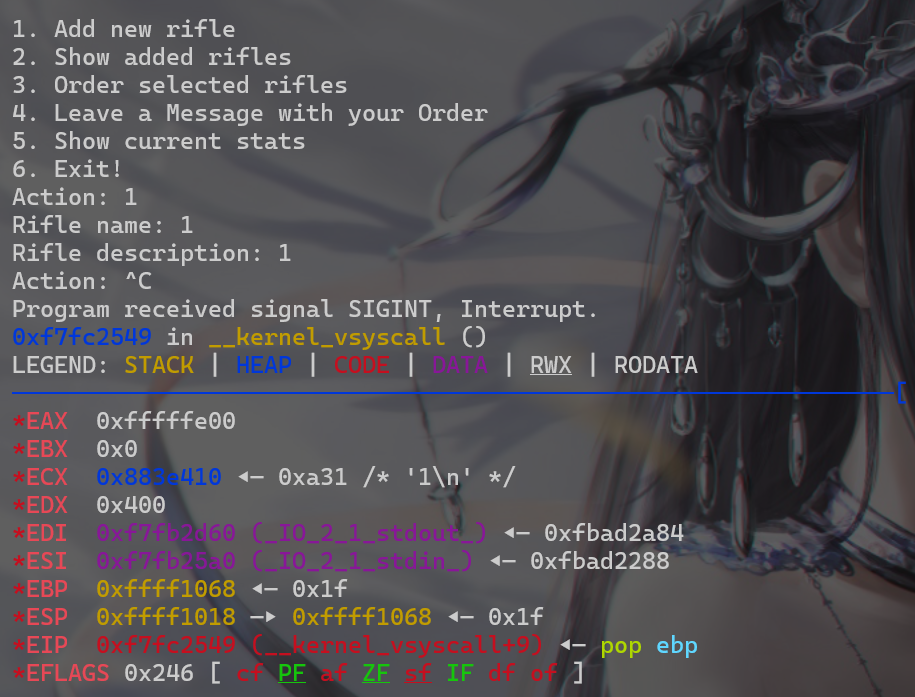 1. Add new rifle
2. Show added rifles
3. Order selected rifles
4. Leave a Message with your Order
5. Show current stats
6. Exit!
Action: 1
Rifle name: 1
Rifle description: 1
Action: ^C
Program received signal SIGINT, Interrupt.
0xf7fc2549 in __kernel_vsyscall ()
LEGEND: STACK | HEAP | CODE | DATA | RWX | RODATA
─[
*EAX  0xfffffe00
*EBX  0x0
*ECX  0x883e410 ◂— 0xa31 /* '1\n' */
*EDX  0x400
*EDI  0xf7fb2d60 (_IO_2_1_stdout_) ◂— 0xfbad2a84
*ESI  0xf7fb25a0 (_IO_2_1_stdin_) ◂— 0xfbad2288
*EBP  0xffff1068 ◂— 0x1f
*ESP  0xffff1018 —▸ 0xffff1068 ◂— 0x1f
*EIP  0xf7fc2549 (__kernel_vsyscall+9) ◂— pop ebp
*EFLAGS 0x246 [ cf PF af ZF sf IF df of ]